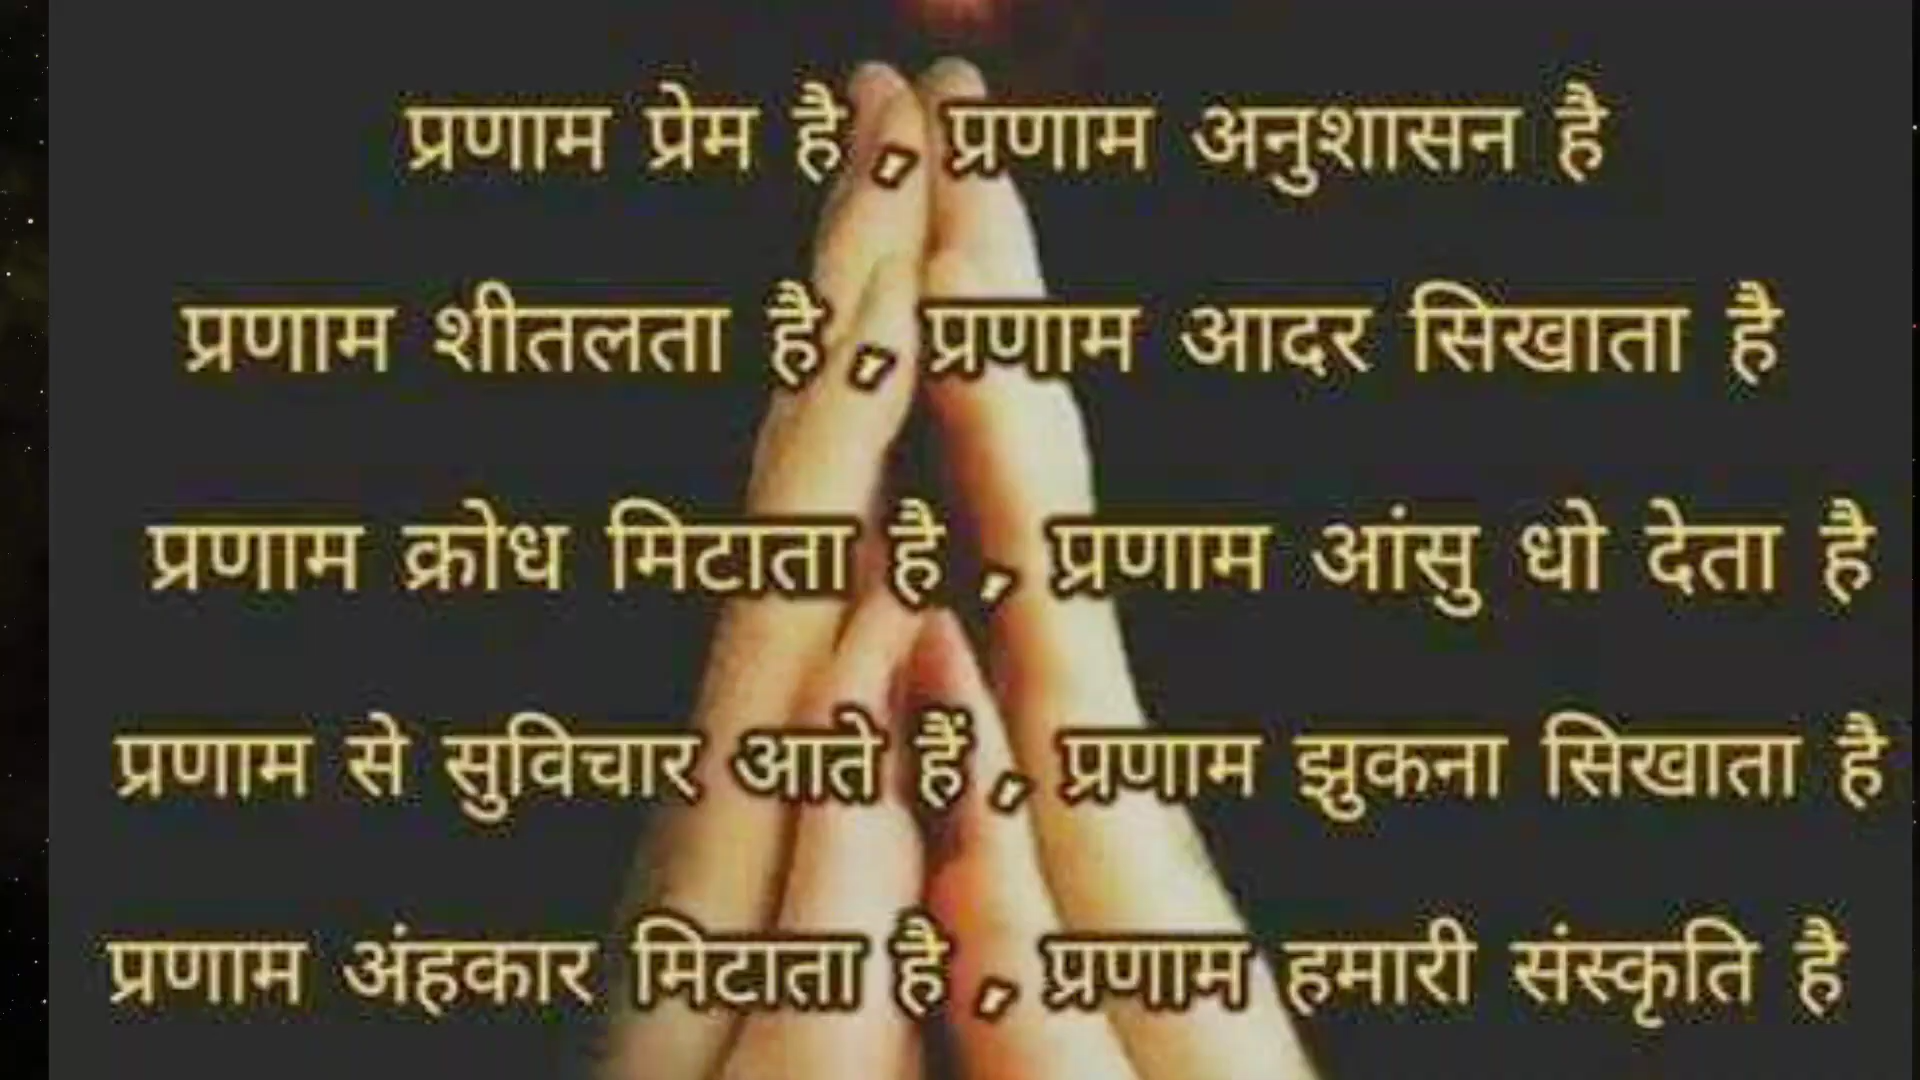 प्रणाम प्रेम है , प्रणाम अनुशासन है
प्रणाम शीतलता है , प्रणाम आदर सिखाता है
प्रणाम क्रोध मिटाता है , प्रणाम आंसु धो देता है
प्रणाम से सुविचार आते हैं , प्रणाम झुकना सिखाता है
प्रणाम अंहकार मिटाता है , प्रणाम हमारी संस्कृति है